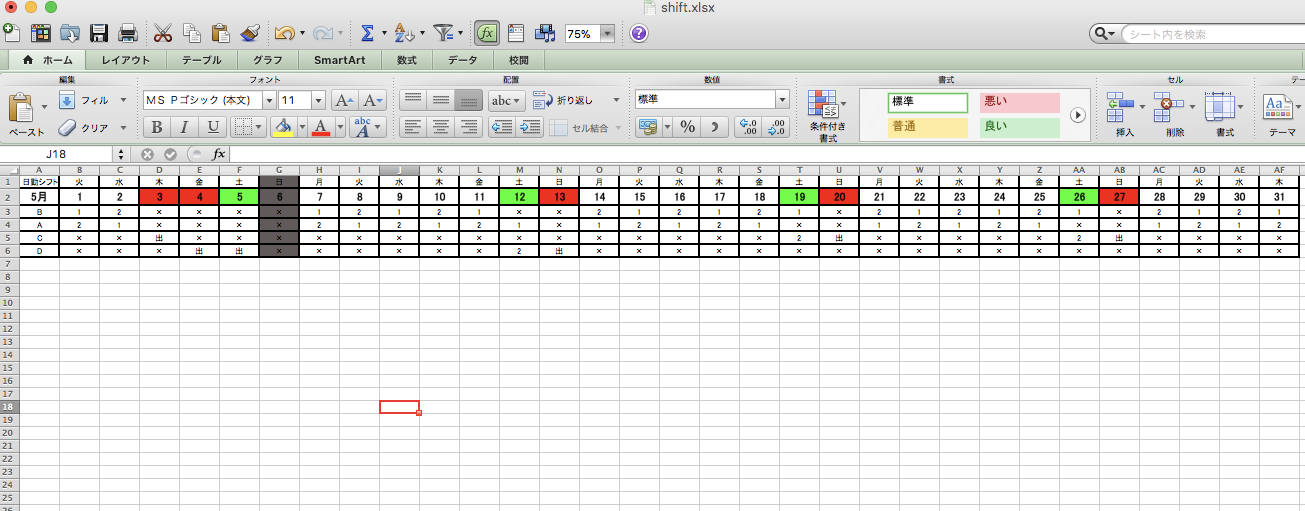 shift.xlsx
75%
シート内を検索
ホーム レイアウト テーブル グラフ SmartArt 数式 データ 校閲
編集 フォント 配置 数値 書式 セル テー
ペースト フィル クリア
MS Pゴシック (本文) 11
B I U A abc A
abc 折り返し
セル結合
標準
% .0 .00 .00 .0
条件付き
書式
標準 悪い
普通 良い
挿入 削除 書式 Aa テーマ
J18 fx
A B C D E F G H I J K L M N O P Q R S T U V W X Y Z AA AB AC AD AE AF
1 日勤シフト 火 水 木 金 土 日 月 火 水 木 金 土 日 月 火 水 木 金 土 日 月 火 水 木 金 土 日 月 火 水 木
2 5月 1 2 3 4 5 6 7 8 9 10 11 12 13 14 15 16 17 18 19 20 21 22 23 24 25 26 27 28 29 30 31
3 B 1 2 × × × × 1 2 1 2 1 × × 2 1 2 1 2 1 × 2 1 2 1 2 1 × 2 1 2 1
4 A 2 1 × × × × 2 1 2 1 2 × × 1 2 1 2 1 × × 1 2 1 2 1 × × 1 2 1 2
5 C × × 出 × × × × × × × × × × × × × × × 2 出 × × × × × 2 出 × × × ×
6 D × × × 出 出 × × × × × × 2 出 × × × × × × × × × × × × × × × × × ×
7
8
9
10
11
12
13
14
15
16
17
18
19
20
21
22
23
24
25